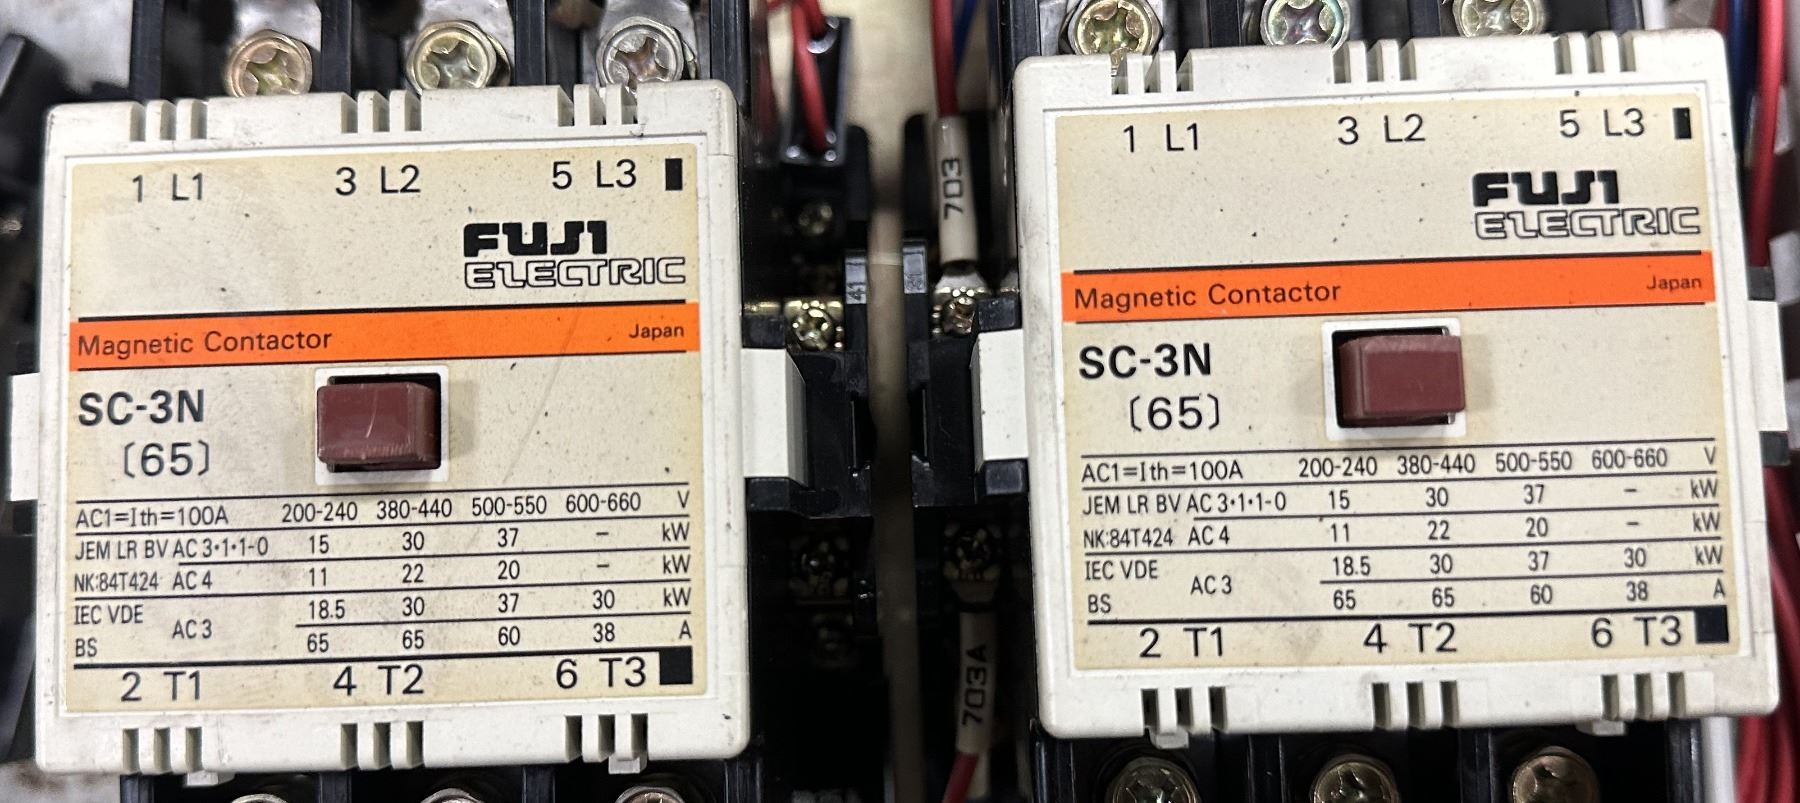 1 L1 3 L2 5 L3
FUJI
ELECTRIC
Magnetic Contactor Japan
SC-3N
(65)
AC1=Ith=100A 200-240 380-440 500-550 600-660 V
JEM LR BV AC 3·1·1-0 15 30 37 – kW
NK:84T424 AC 4 11 22 20 – kW
IEC VDE AC 3 18.5 30 37 30 kW
BS 65 65 60 38 A
2 T1 4 T2 6 T3
41
703
703A
1 L1 3 L2 5 L3
FUJI
ELECTRIC
Magnetic Contactor Japan
SC-3N
(65)
AC1=Ith=100A 200-240 380-440 500-550 600-660 V
JEM LR BV AC 3·1·1-0 15 30 37 – kW
NK:84T424 AC 4 11 22 20 – kW
IEC VDE AC 3 18.5 30 37 30 kW
BS 65 65 60 38 A
2 T1 4 T2 6 T3